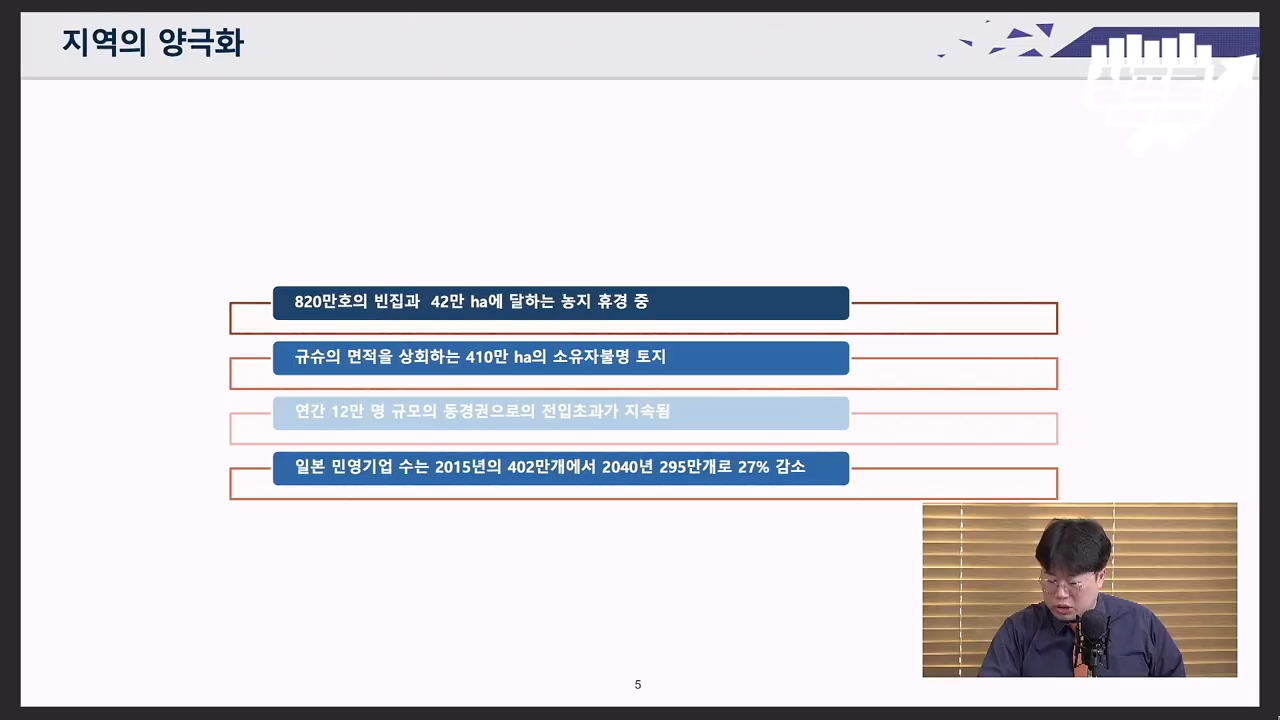 지역의 양극화
820만호의 빈집과 42만 ha에 달하는 농지 휴경 중
규슈의 면적을 상회하는 410만 ha의 소유자불명 토지
연간 12만 명 규모의 동경권으로의 전입초과가 지속됨
일본 민영기업 수는 2015년의 402만개에서 2040년 295만개로 27% 감소
5